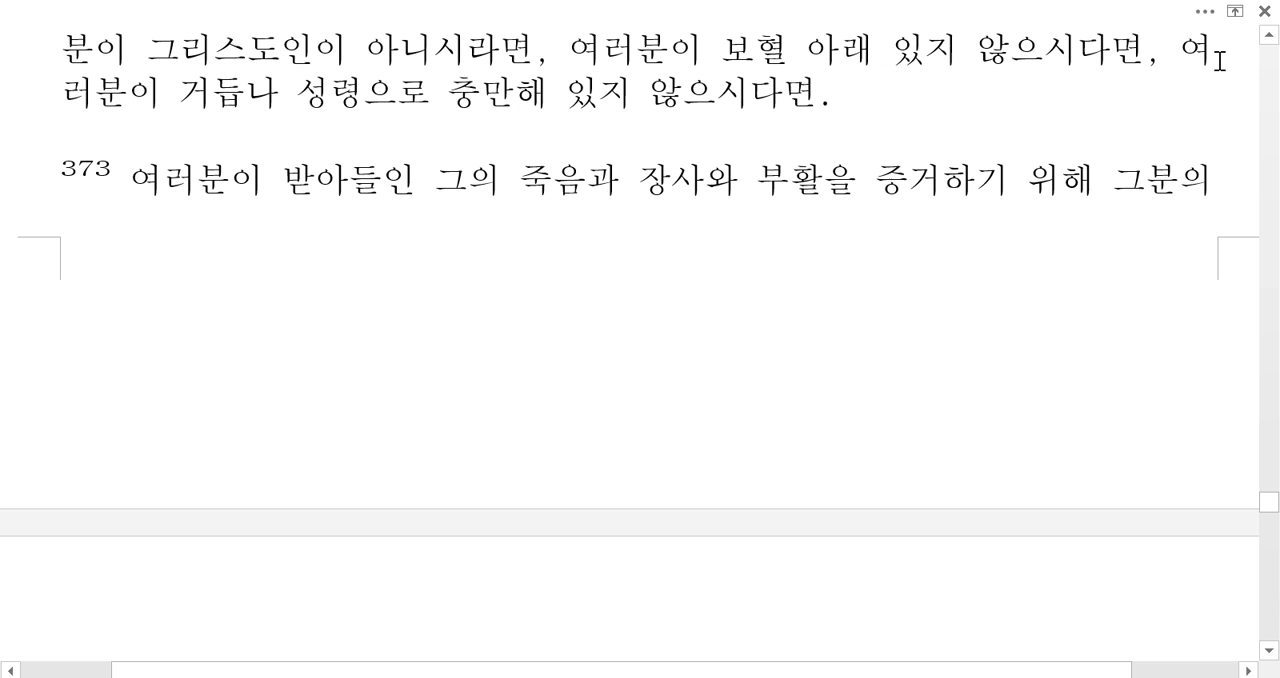 분이 그리스도인이 아니시라면, 여러분이 보혈 아래 있지 않으시다면, 여
러분이 거듭나 성령으로 충만해 있지 않으시다면.
373 여러분이 받아들인 그의 죽음과 장사와 부활을 증거하기 위해 그분의